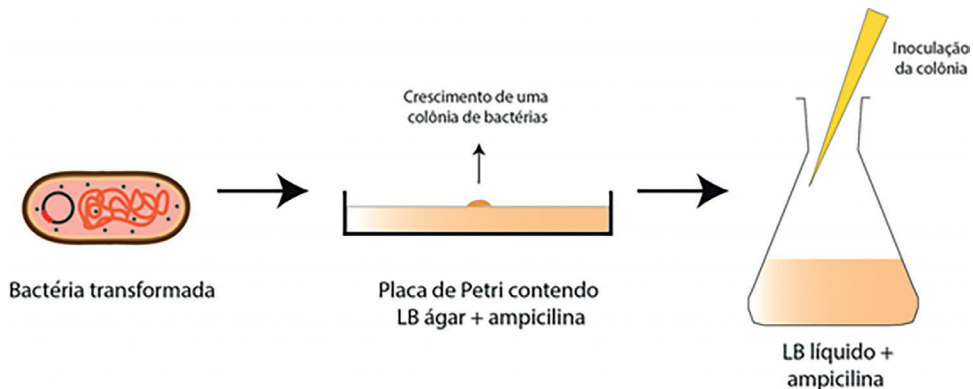 Bactéria transformada
Crescimento de uma
colônia de bactérias
Placa de Petri contendo
LB ágar + ampicilina
Inoculação
da colônia
LB líquido +
ampicilina